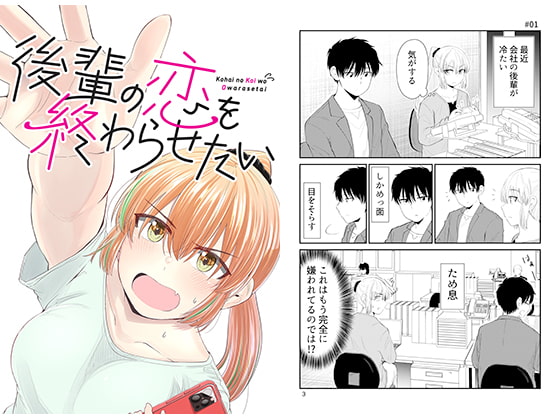 後輩の恋を
Kohai no Koi wo
Owarasetai
終わらせたい
#01
最近
会社の後輩が
冷たい
気がする
しかめっ面
目をそらす
ため息
これはもう完全に
嫌われてるのでは!?
3